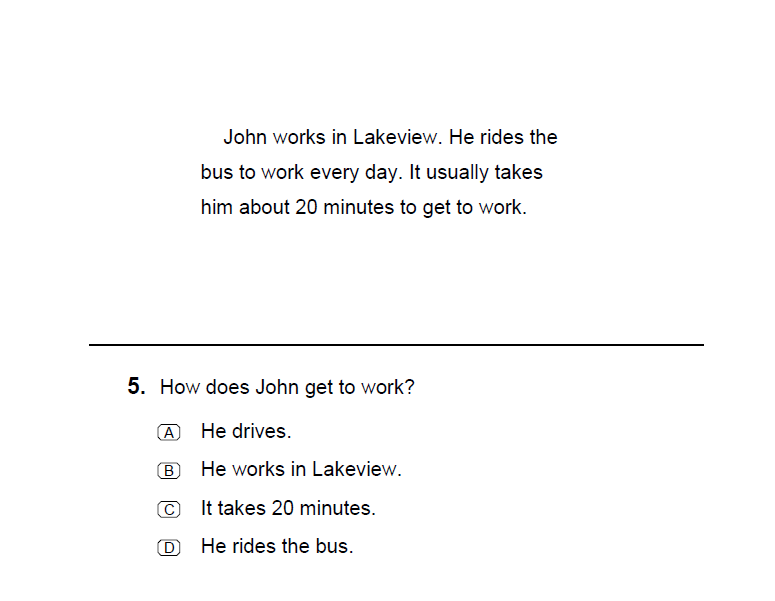 John works in Lakeview. He rides the
bus to work every day. It usually takes
him about 20 minutes to get to work.
5. How does John get to work?
A He drives.
B He works in Lakeview.
C It takes 20 minutes.
D He rides the bus.